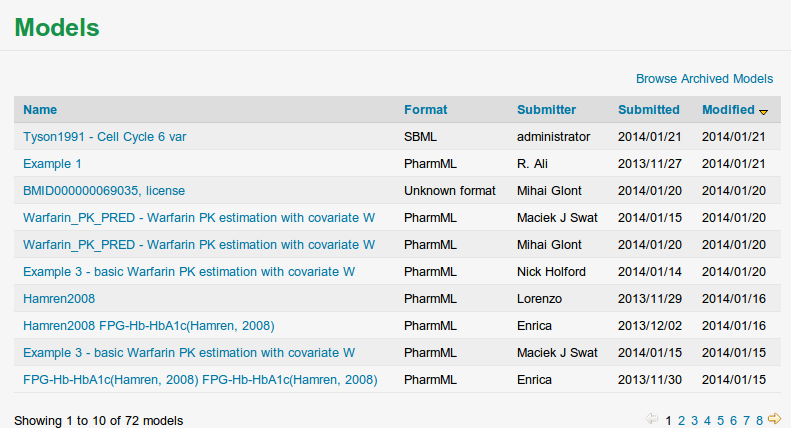 Models
Browse Archived Models
Name Format Submitter Submitted Modified
Tyson1991 - Cell Cycle 6 var SBML administrator 2014/01/21 2014/01/21
Example 1 PharmML R. Ali 2013/11/27 2014/01/21
BMID000000069035, license Unknown format Mihai Glont 2014/01/20 2014/01/20
Warfarin_PK_PRED - Warfarin PK estimation with covariate W PharmML Maciek J Swat 2014/01/15 2014/01/20
Warfarin_PK_PRED - Warfarin PK estimation with covariate W PharmML Mihai Glont 2014/01/20 2014/01/20
Example 3 - basic Warfarin PK estimation with covariate W PharmML Nick Holford 2014/01/14 2014/01/20
Hamren2008 PharmML Lorenzo 2013/11/29 2014/01/16
Hamren2008 FPG-Hb-HbA1c(Hamren, 2008) PharmML Enrica 2013/12/02 2014/01/16
Example 3 - basic Warfarin PK estimation with covariate W PharmML Maciek J Swat 2014/01/15 2014/01/15
FPG-Hb-HbA1c(Hamren, 2008) FPG-Hb-HbA1c(Hamren, 2008) PharmML Enrica 2013/11/30 2014/01/15
Showing 1 to 10 of 72 models 1 2 3 4 5 6 7 8